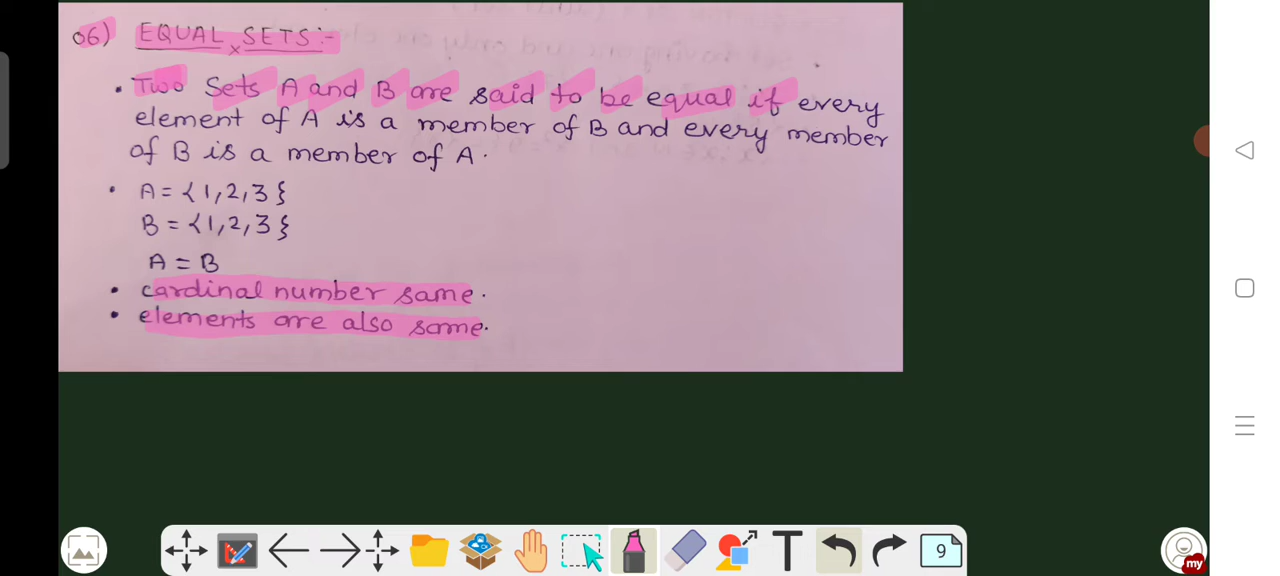 06) EQUAL SETS:-
• Two Sets A and B are said to be equal if every
element of A is a member of B and every member
of B is a member of A.
• A = {1, 2, 3}
B = {1, 2, 3}
A = B
• cardinal number same.
• elements are also same.
T
9
my